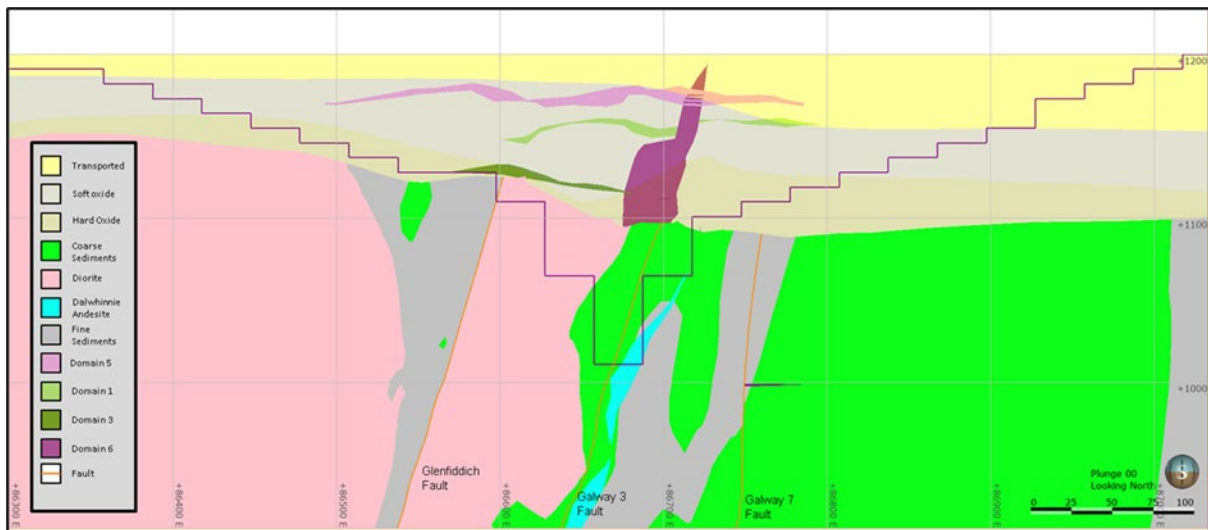 +1200
+1100
+1000
Transported
Soft oxide
Hard Oxide
Coarse
Sediments
Diorite
Dalwhinnie
Andesite
Fine
Sediments
Domain 5
Domain 1
Domain 3
Domain 6
Fault
Glenfiddich
Fault
Galway 3
Fault
Galway 7
Fault
+86300 E
+86400 E
+86500 E
+86600 E
+86700 E
+86800 E
+86900 E
Plunge 00
Looking North
S
0 25 50 75 100